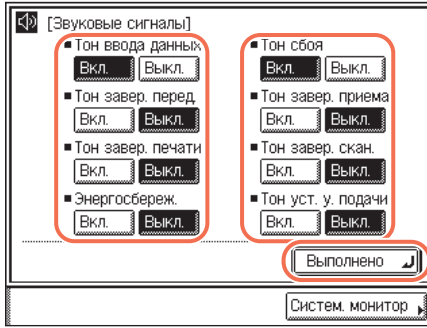 [Звуковые сигналы]
Тон ввода данных
Вкл. Выкл.
Тон сбоя
Вкл. Выкл.
Тон завер. перед.
Вкл. Выкл.
Тон завер. приема
Вкл. Выкл.
Тон завер. печати
Вкл. Выкл.
Тон завер. скан.
Вкл. Выкл.
Энергосбереж.
Вкл. Выкл.
Тон уст. у. подачи
Вкл. Выкл.
Выполнено
Систем. монитор